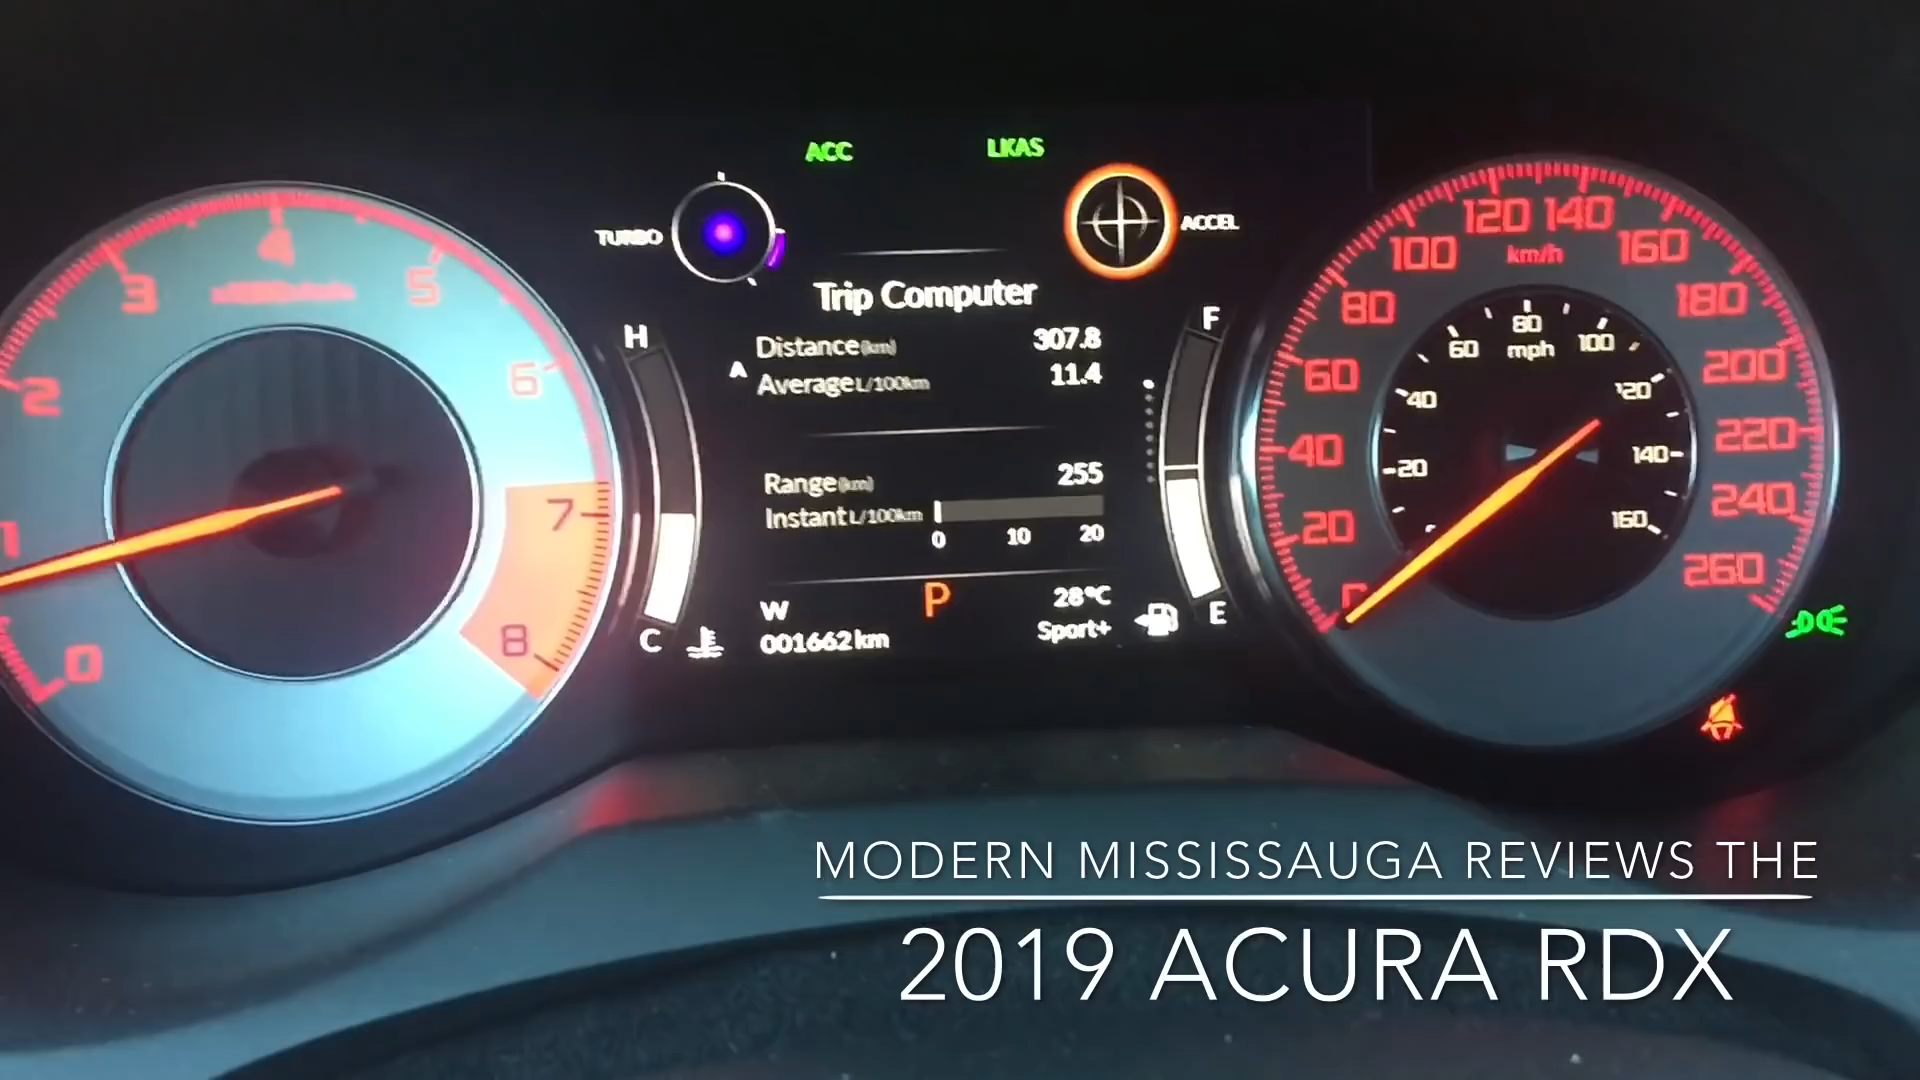 ACC
LKAS
TURBO
ACCEL
Trip Computer
Distance(km) 307.8
A
Average L/100km 11.4
Range(km) 255
Instant L/100km
0 10 20
W
P
28°C
001662 km
Sport+
H
C
F
E
0
1
2
3
4
5
6
7
8
0
20
40
60
80
100
120
140
160
180
200
220
240
260
km/h
20
40
60
80
100
120
140
160
mph
MODERN MISSISSAUGA REVIEWS THE
2019 ACURA RDX